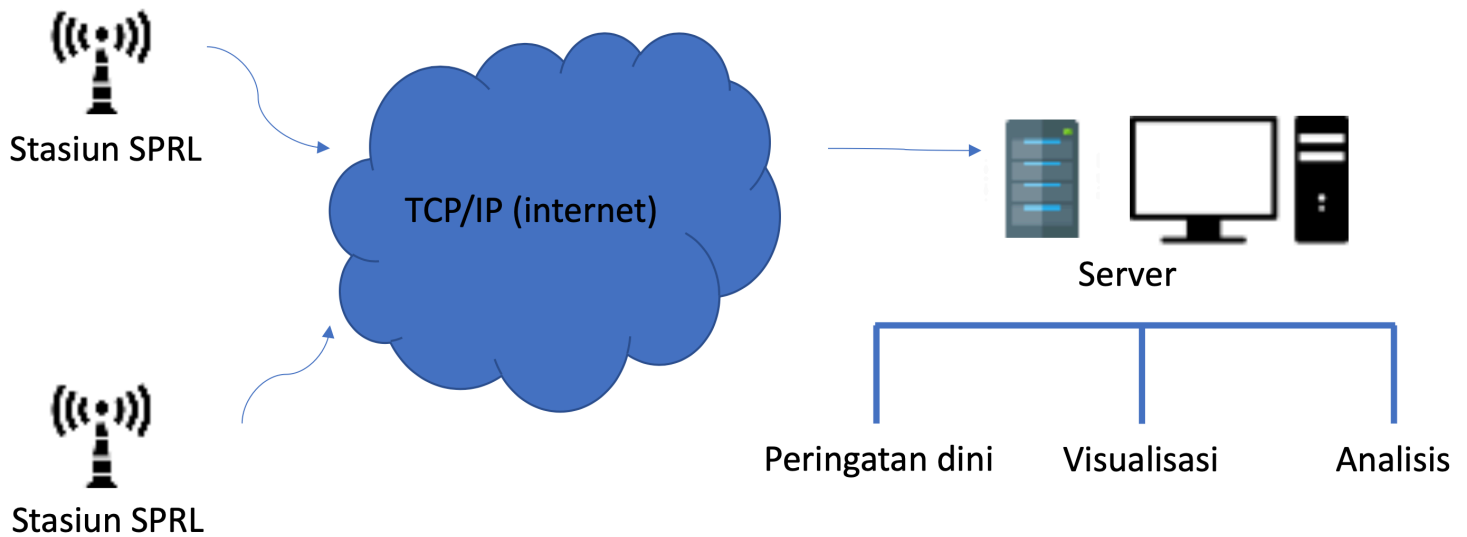 Stasiun SPRL
TCP/IP (internet)
Server
Peringatan dini
Visualisasi
Analisis
Stasiun SPRL